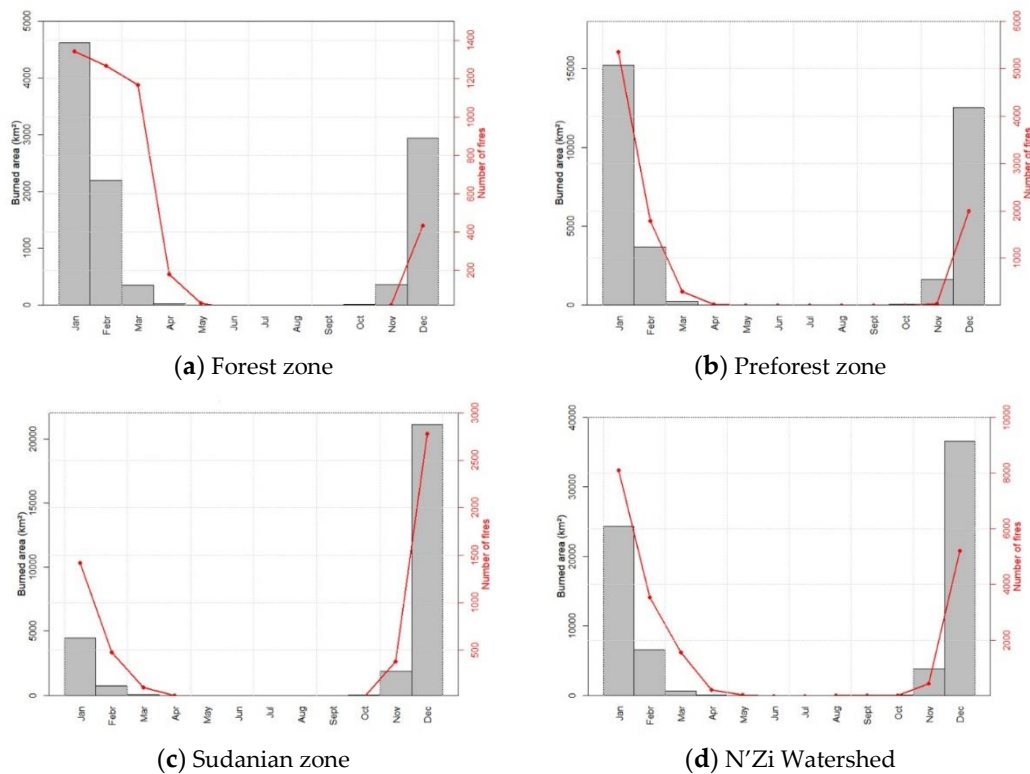 5000
4000
3000
2000
1000
0
Burned area (km²)
1400
1200
1000
800
600
400
200
Number of fires
Jan
Febr
Mar
Apr
May
Jun
Jul
Aug
Sept
Oct
Nov
Dec
(a) Forest zone
15000
10000
5000
0
Burned area (km²)
6000
5000
4000
3000
2000
1000
Number of fires
Jan
Febr
Mar
Apr
May
Jun
Jul
Aug
Sept
Oct
Nov
Dec
(b) Preforest zone
20000
15000
10000
5000
0
Burned area (km²)
3000
2500
2000
1500
1000
500
Number of fires
Jan
Febr
Mar
Apr
May
Jun
Jul
Aug
Sept
Oct
Nov
Dec
(c) Sudanian zone
40000
30000
20000
10000
0
Burned area (km²)
10000
8000
6000
4000
2000
Number of fires
Jan
Febr
Mar
Apr
May
Jun
Jul
Aug
Sept
Oct
Nov
Dec
(d) N’Zi Watershed